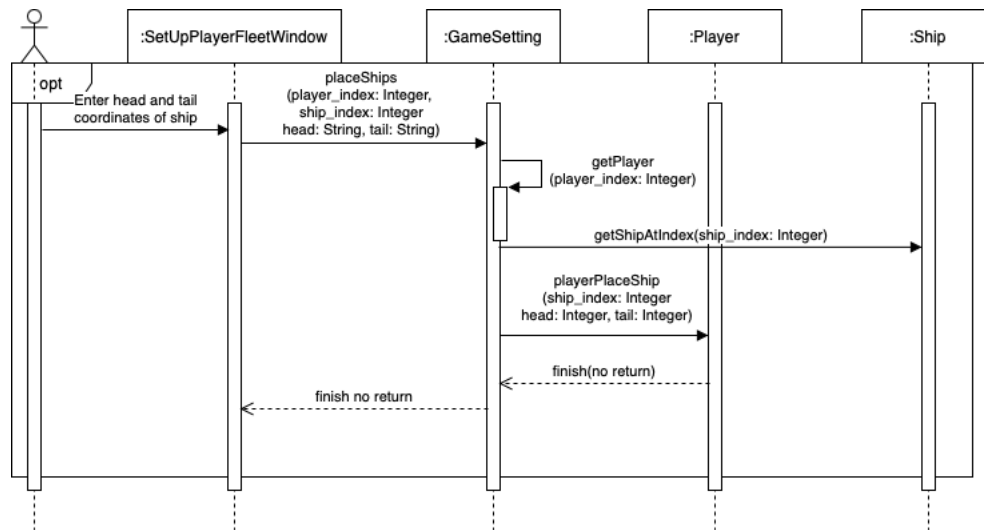 :SetUpPlayerFleetWindow
:GameSetting
:Player
:Ship
opt
Enter head and tail
coordinates of ship
placeShips
(player_index: Integer,
ship_index: Integer
head: String, tail: String)
getPlayer
(player_index: Integer)
getShipAtIndex(ship_index: Integer)
playerPlaceShip
(ship_index: Integer
head: Integer, tail: Integer)
finish(no return)
finish no return